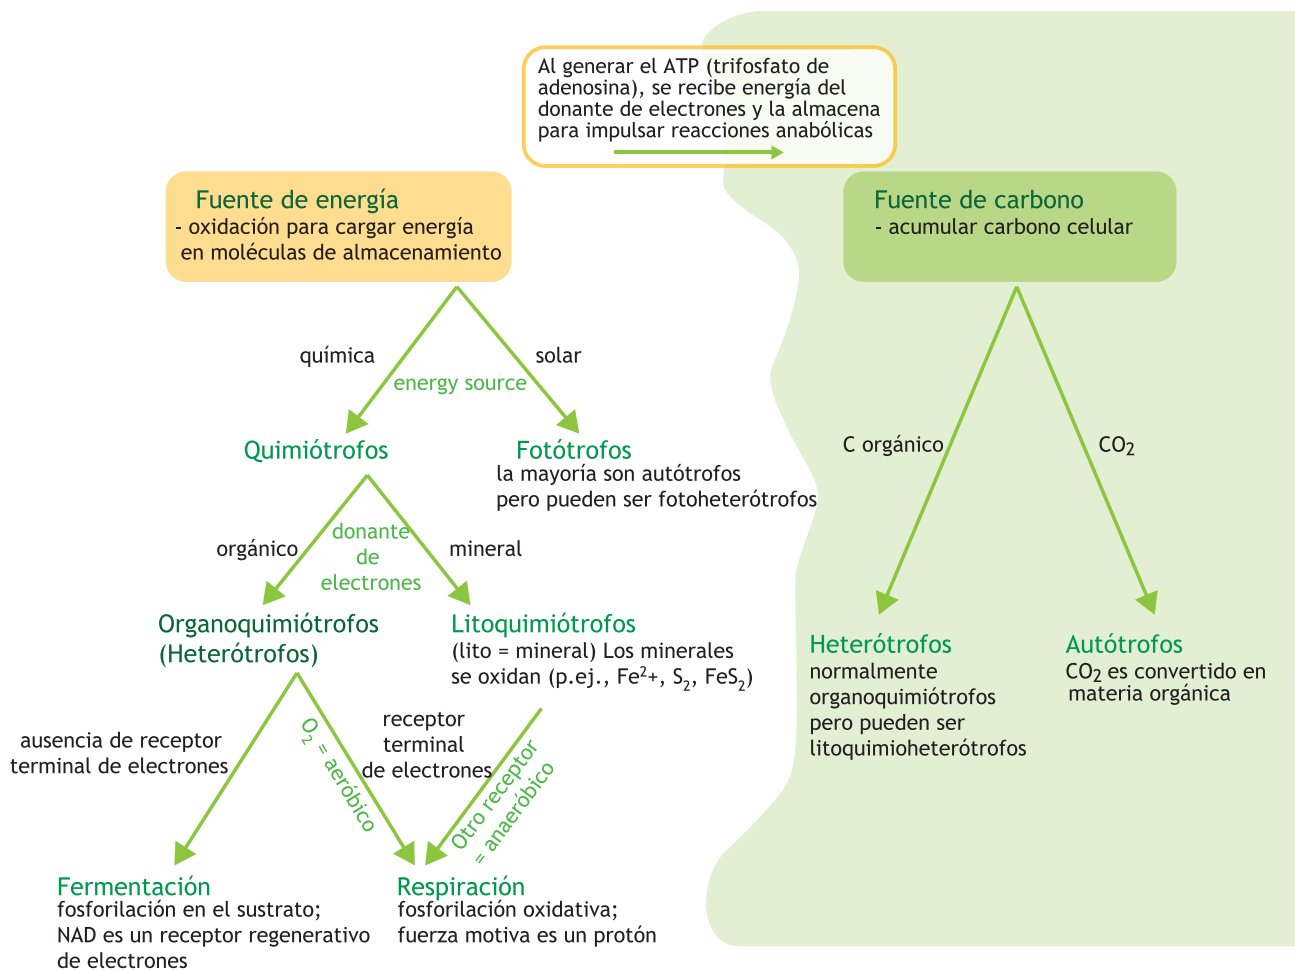 Al generar el ATP (trifosfato de
adenosina), se recibe energía del
donante de electrones y la almacena
para impulsar reacciones anabólicas
Fuente de energía
- oxidación para cargar energía
en moléculas de almacenamiento
Fuente de carbono
- acumular carbono celular
química
solar
energy source
Quimiótrofos
Fotótrofos
la mayoría son autótrofos
pero pueden ser fotoheterótrofos
C orgánico
CO₂
orgánico
donante
de
electrones
mineral
Organoquimiótrofos
(Heterótrofos)
Litoquimiótrofos
(lito = mineral) Los minerales
se oxidan (p.ej., Fe²+, S₂, FeS₂)
Heterótrofos
normalmente
organoquimiótrofos
pero pueden ser
litoquimioheterótrofos
Autótrofos
CO₂ es convertido en
materia orgánica
ausencia de receptor
terminal de electrones
O₂ = aeróbico
receptor
terminal
de electrones
Otro receptor
= anaeróbico
Fermentación
fosforilación en el sustrato;
NAD es un receptor regenerativo
de electrones
Respiración
fosforilación oxidativa;
fuerza motiva es un protón